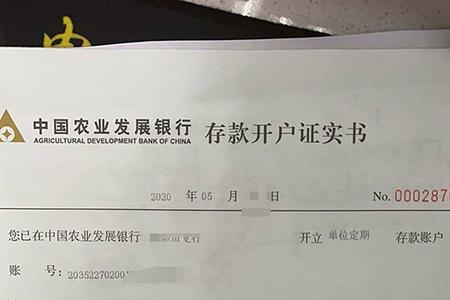 中国农业发展银行 存款开户证实书
AGRICULTURAL DEVELOPMENT BANK OF CHINA
2020 年 05 月 日 No. 000287
您已在中国农业发展银行 支行 开立 单位定期 存款账户
账 号: 20352270200